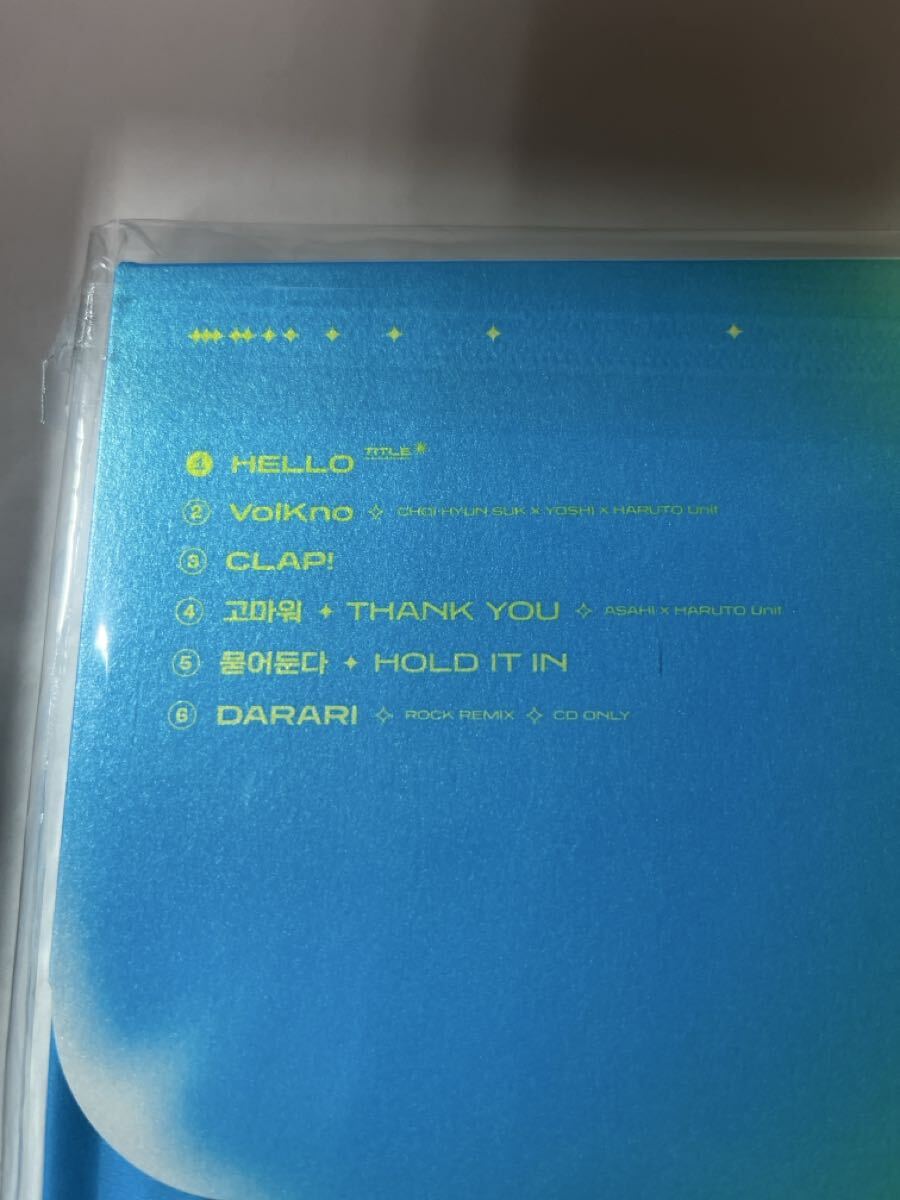 1 HELLO TITLE*
2 VolKno ✧ CHOI HYUN SUK X YOSHI X HARUTO Unit
3 CLAP!
4 고마워 ✦ THANK YOU ✧ ASAHI X HARUTO Unit
5 묻어둔다 ✦ HOLD IT IN
6 DARARI ✧ ROCK REMIX ✧ CD ONLY